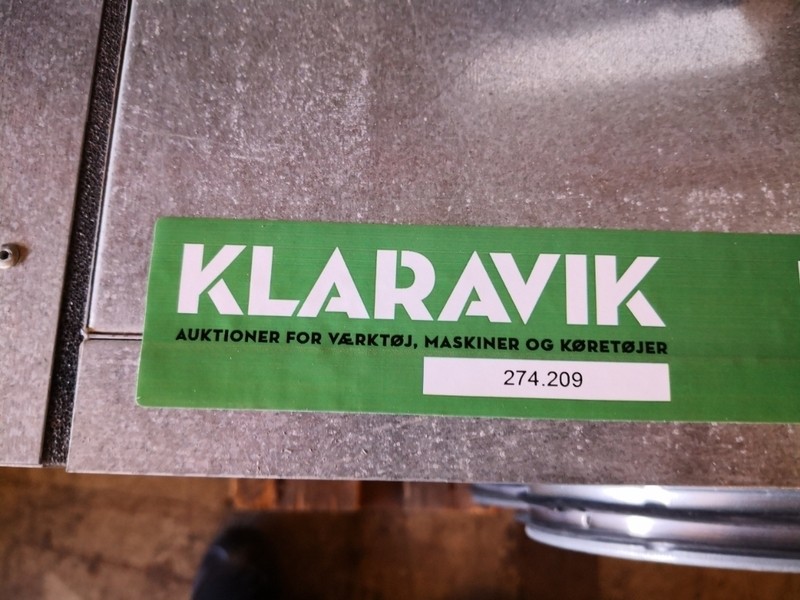 KLARAVIK
AUKTIONER FOR VÆRKTØJ, MASKINER OG KØRETØJER
274.209